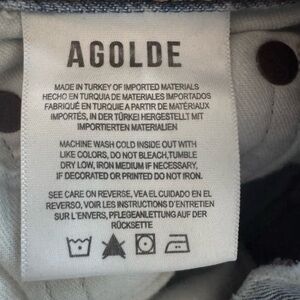 AGOLDE
MADE IN TURKEY OF IMPORTED MATERIALS
HECHO EN TURQUIA DE MATERIALES IMPORTADOS
FABRIQUÉ EN TURQUIE A PARTIR DE MATÉRIAUX
IMPORTÉS, IN DER TÜRKEI HERGESTELLT MIT
IMPORTIERTEN MATERIALIEN
MACHINE WASH COLD INSIDE OUT WITH
LIKE COLORS, DO NOT BLEACH,TUMBLE
DRY LOW, IRON MEDIUM IF NECESSARY,
IF DECORATED OR PRINTED DO NOT IRON.
SEE CARE ON REVERSE, VEA EL CUIDADO EN EL
REVERSO, VOIR LES INSTRUCTIONS D'ENTRETIEN
SUR L'ENVERS, PFLEGEANLEITUNG AUF DER
RÜCKSETTE